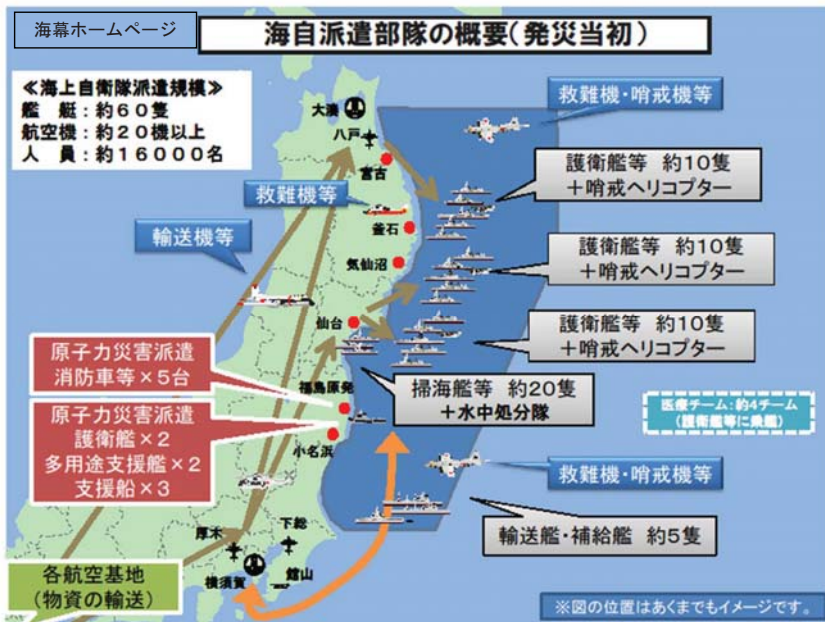 海幕ホームページ
海自派遣部隊の概要(発災当初)
≪海上自衛隊派遣規模≫
艦　艇：約６０隻
航空機：約２０機以上
人　員：約１６０００名
大湊
八戸
宮古
救難機・哨戒機等
護衛艦等　約１０隻
＋哨戒ヘリコプター
救難機等
釜石
輸送機等
気仙沼
護衛艦等　約１０隻
＋哨戒ヘリコプター
仙台
護衛艦等　約１０隻
＋哨戒ヘリコプター
原子力災害派遣
消防車等×５台
福島原発
掃海艦等　約２０隻
＋水中処分隊
医療チーム：約４チーム
(護衛艦等に乗艦)
原子力災害派遣
護衛艦×２
多用途支援艦×２
支援船×３
小名浜
救難機・哨戒機等
輸送艦・補給艦　約５隻
厚木
下総
横須賀
館山
各航空基地
(物資の輸送)
※図の位置はあくまでもイメージです。